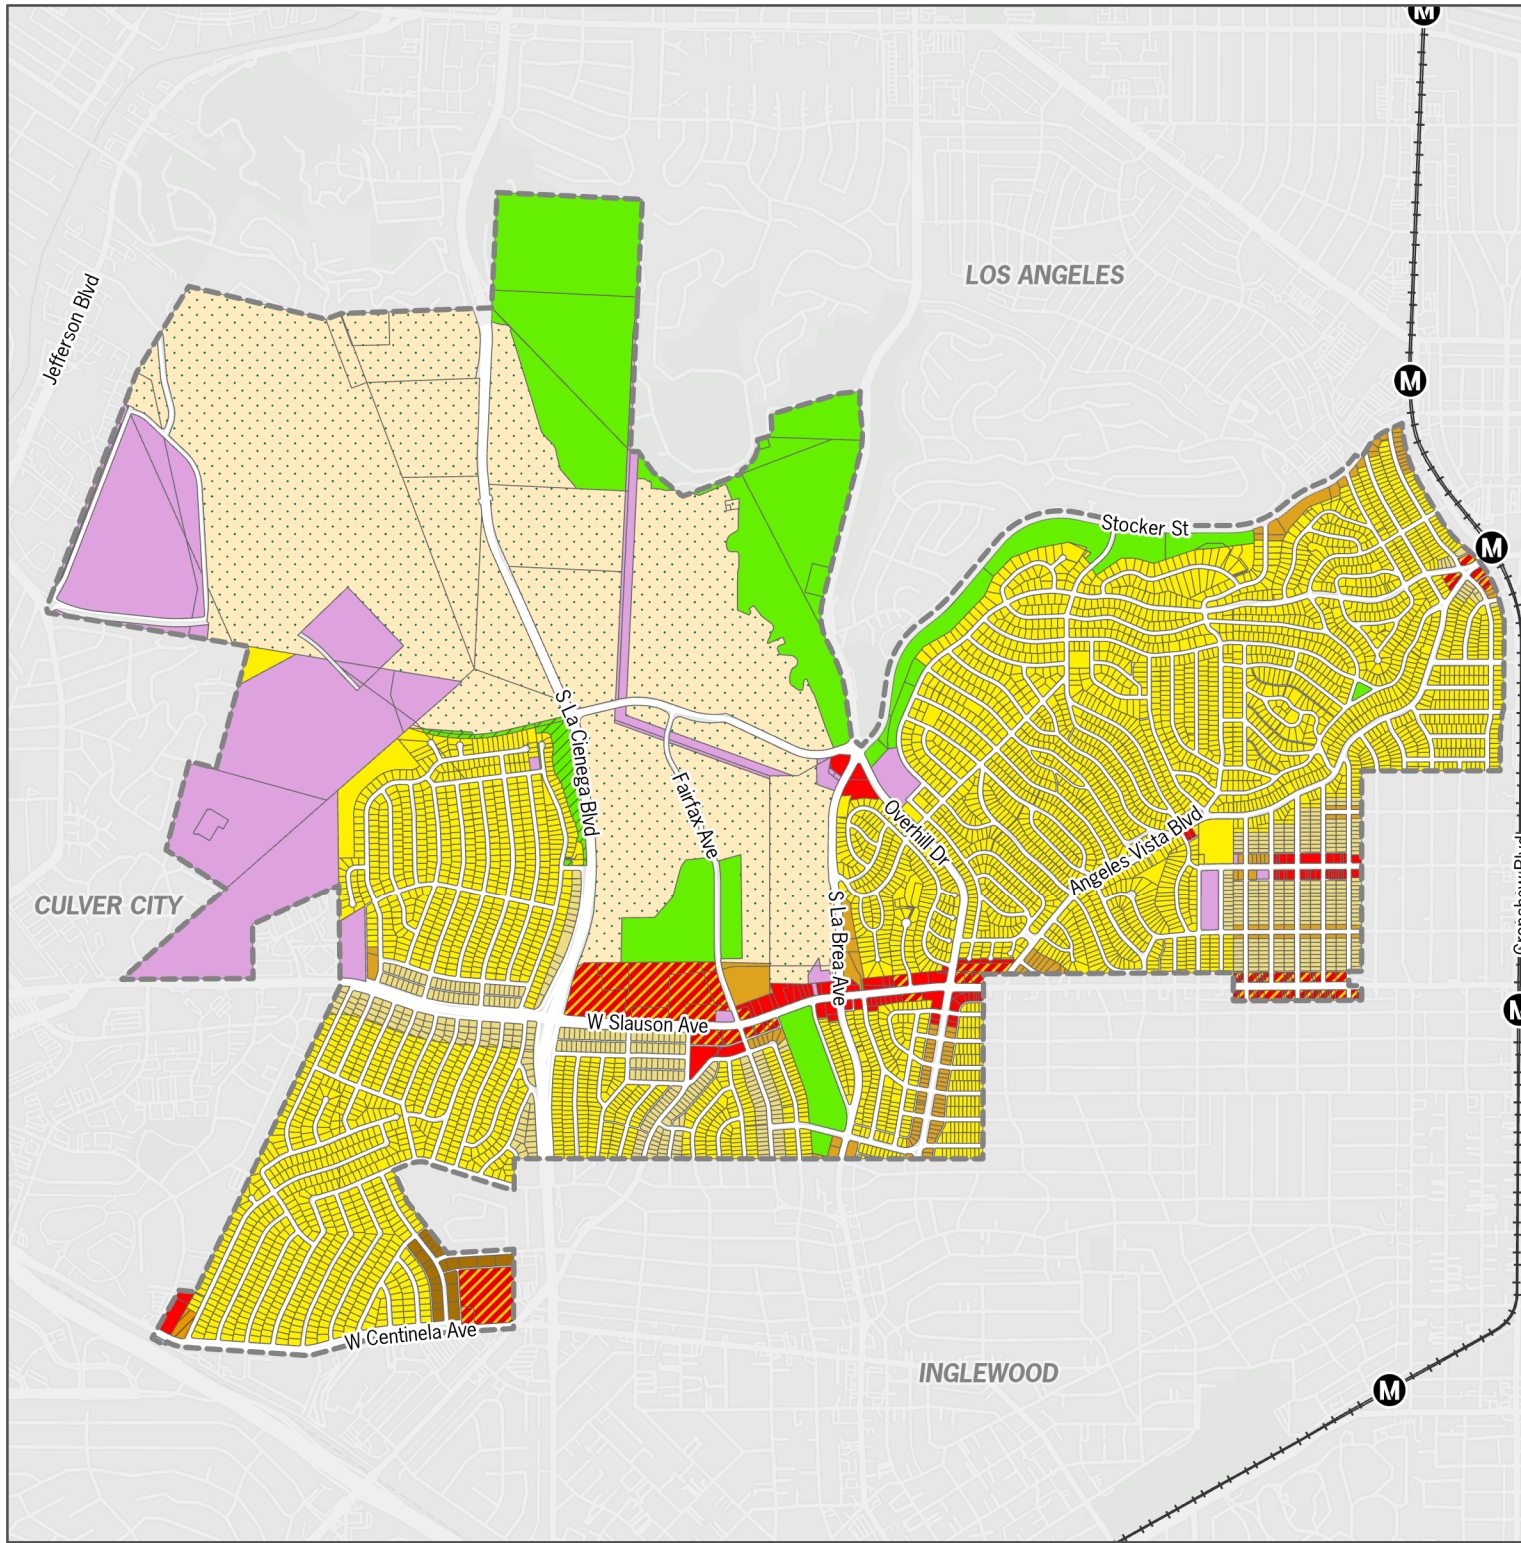 M
LOS ANGELES
Jefferson Blvd
M
Stocker St
M
S La Cienega Blvd
Fairfax Ave
Overhill Dr
Angeles Vista Blvd
CULVER CITY
S La Brea Ave
W Slauson Ave
M
W Centinela Ave
INGLEWOOD
M